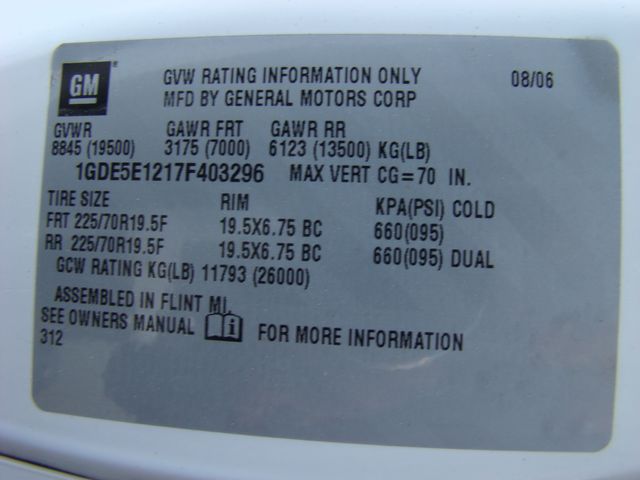 GM®
GVW RATING INFORMATION ONLY 08/06
MFD BY GENERAL MOTORS CORP
GVWR GAWR FRT GAWR RR
8845 (19500) 3175 (7000) 6123 (13500) KG(LB)
1GDE5E1217F403296 MAX VERT CG=70 IN.
TIRE SIZE RIM KPA(PSI) COLD
FRT 225/70R19.5F 19.5X6.75 BC 660(095)
RR 225/70R19.5F 19.5X6.75 BC 660(095) DUAL
GCW RATING KG(LB) 11793 (26000)
ASSEMBLED IN FLINT MI,
SEE OWNERS MANUAL FOR MORE INFORMATION
312